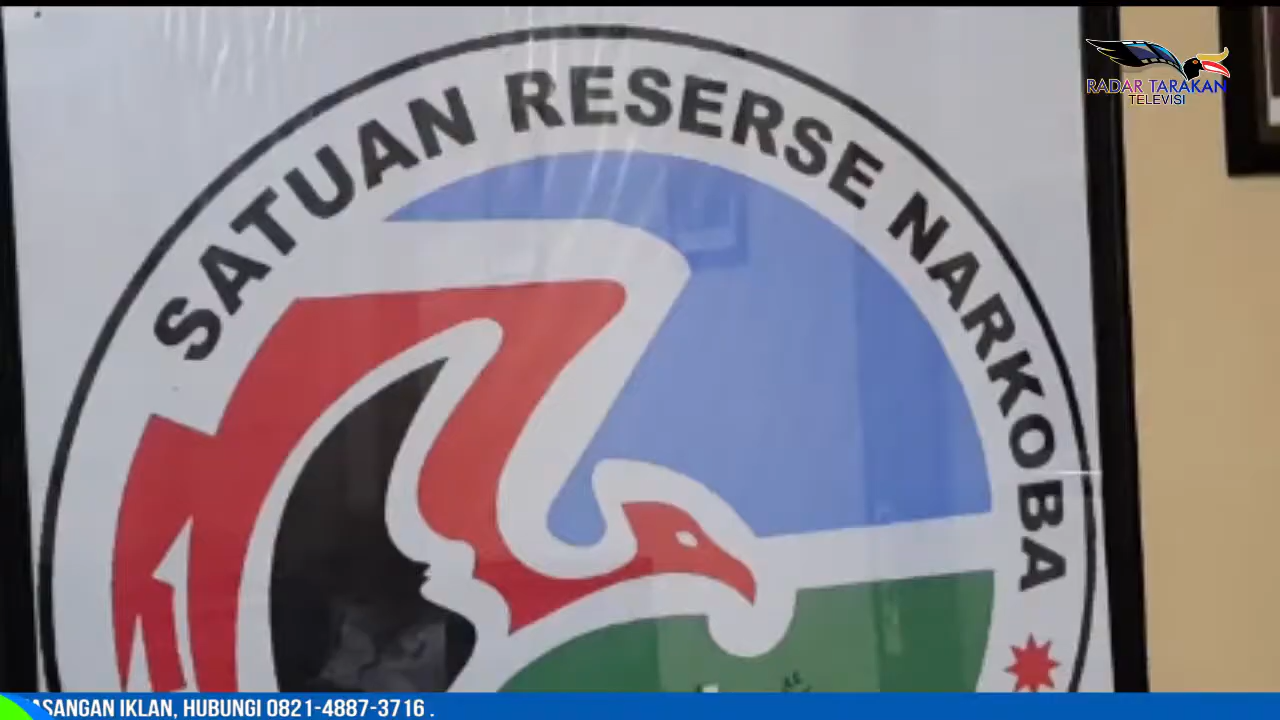 SATUAN RESERSE NARKOBA
RADAR TARAKAN
TELEVISI
ASANGAN IKLAN, HUBUNGI 0821-4887-3716 .